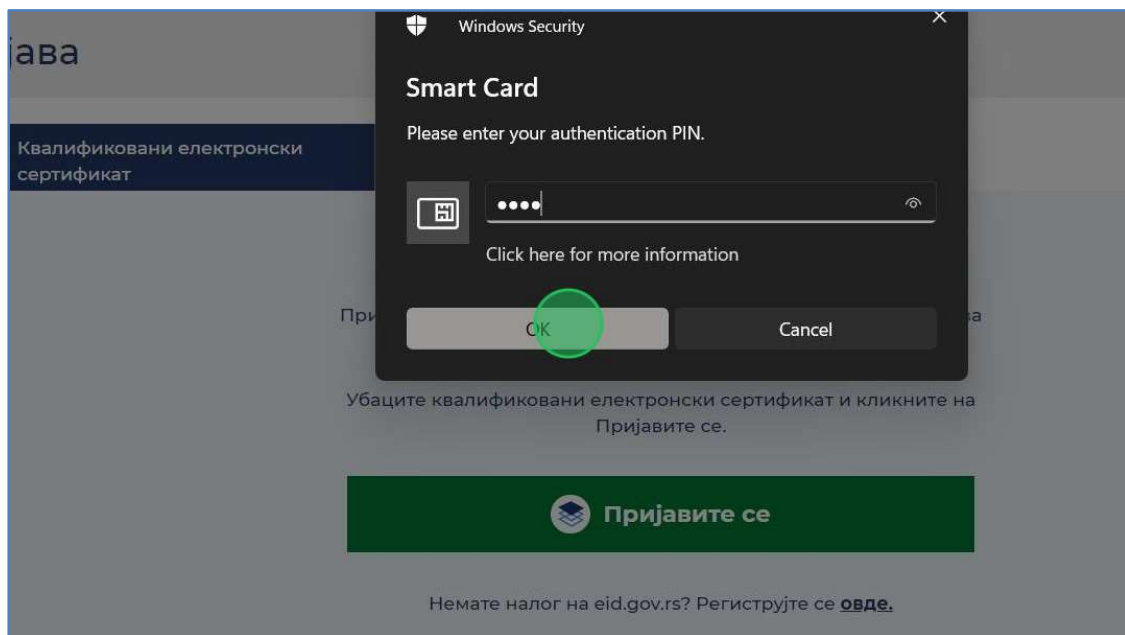 јава
Windows Security
Smart Card
Please enter your authentication PIN.
Квалификовани електронски
сертификат
Click here for more information
OK
Cancel
Убаците квалификовани електронски сертификат и кликните на
Пријавите се.
Пријавите се
Немате налог на eid.gov.rs? Региструјте се овде.